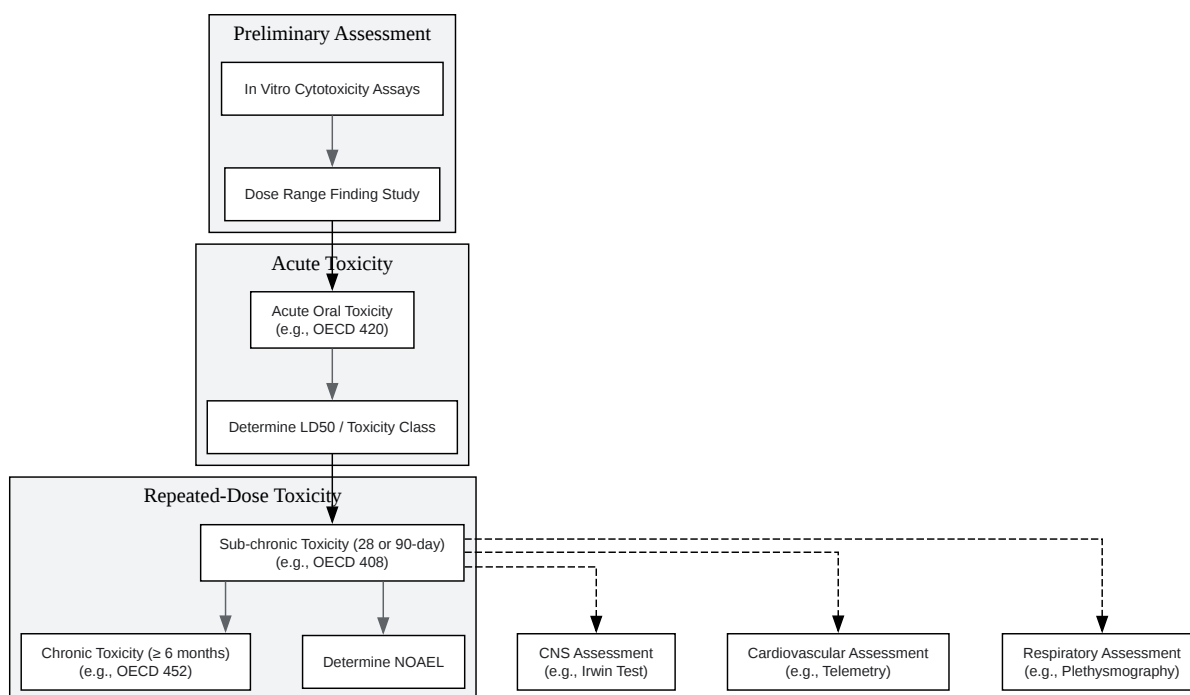 Preliminary Assessment
In Vitro Cytotoxicity Assays
Dose Range Finding Study
Acute Toxicity
Acute Oral Toxicity
(e.g., OECD 420)
Determine LD50 / Toxicity Class
Repeated-Dose Toxicity
Sub-chronic Toxicity (28 or 90-day)
(e.g., OECD 408)
Chronic Toxicity (≥ 6 months)
(e.g., OECD 452)
Determine NOAEL
CNS Assessment
(e.g., Irwin Test)
Cardiovascular Assessment
(e.g., Telemetry)
Respiratory Assessment
(e.g., Plethysmography)